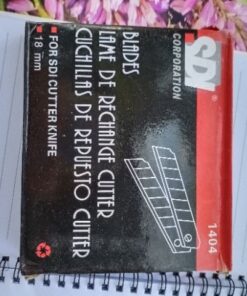 SDI
®
CORPORATION
1404
BLADES
LAME DE RECHANGE CUTTER
CUCHILLAS DE REPUESTO CUTTER
FOR SDI CUTTER KNIFE
18 mm